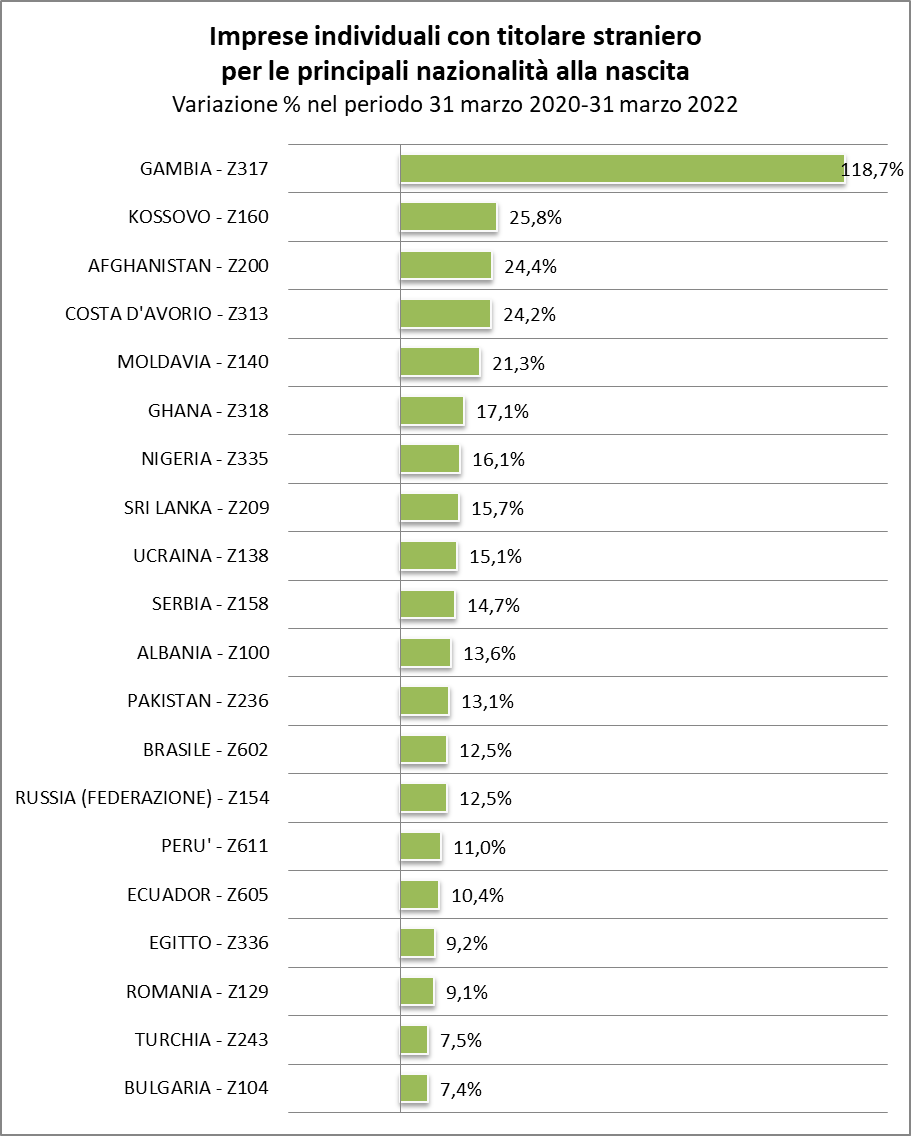 Imprese individuali con titolare straniero
per le principali nazionalità alla nascita
Variazione % nel periodo 31 marzo 2020-31 marzo 2022
GAMBIA - Z317 118,7%
KOSSOVO - Z160 25,8%
AFGHANISTAN - Z200 24,4%
COSTA D'AVORIO - Z313 24,2%
MOLDAVIA - Z140 21,3%
GHANA - Z318 17,1%
NIGERIA - Z335 16,1%
SRI LANKA - Z209 15,7%
UCRAINA - Z138 15,1%
SERBIA - Z158 14,7%
ALBANIA - Z100 13,6%
PAKISTAN - Z236 13,1%
BRASILE - Z602 12,5%
RUSSIA (FEDERAZIONE) - Z154 12,5%
PERU' - Z611 11,0%
ECUADOR - Z605 10,4%
EGITTO - Z336 9,2%
ROMANIA - Z129 9,1%
TURCHIA - Z243 7,5%
BULGARIA - Z104 7,4%